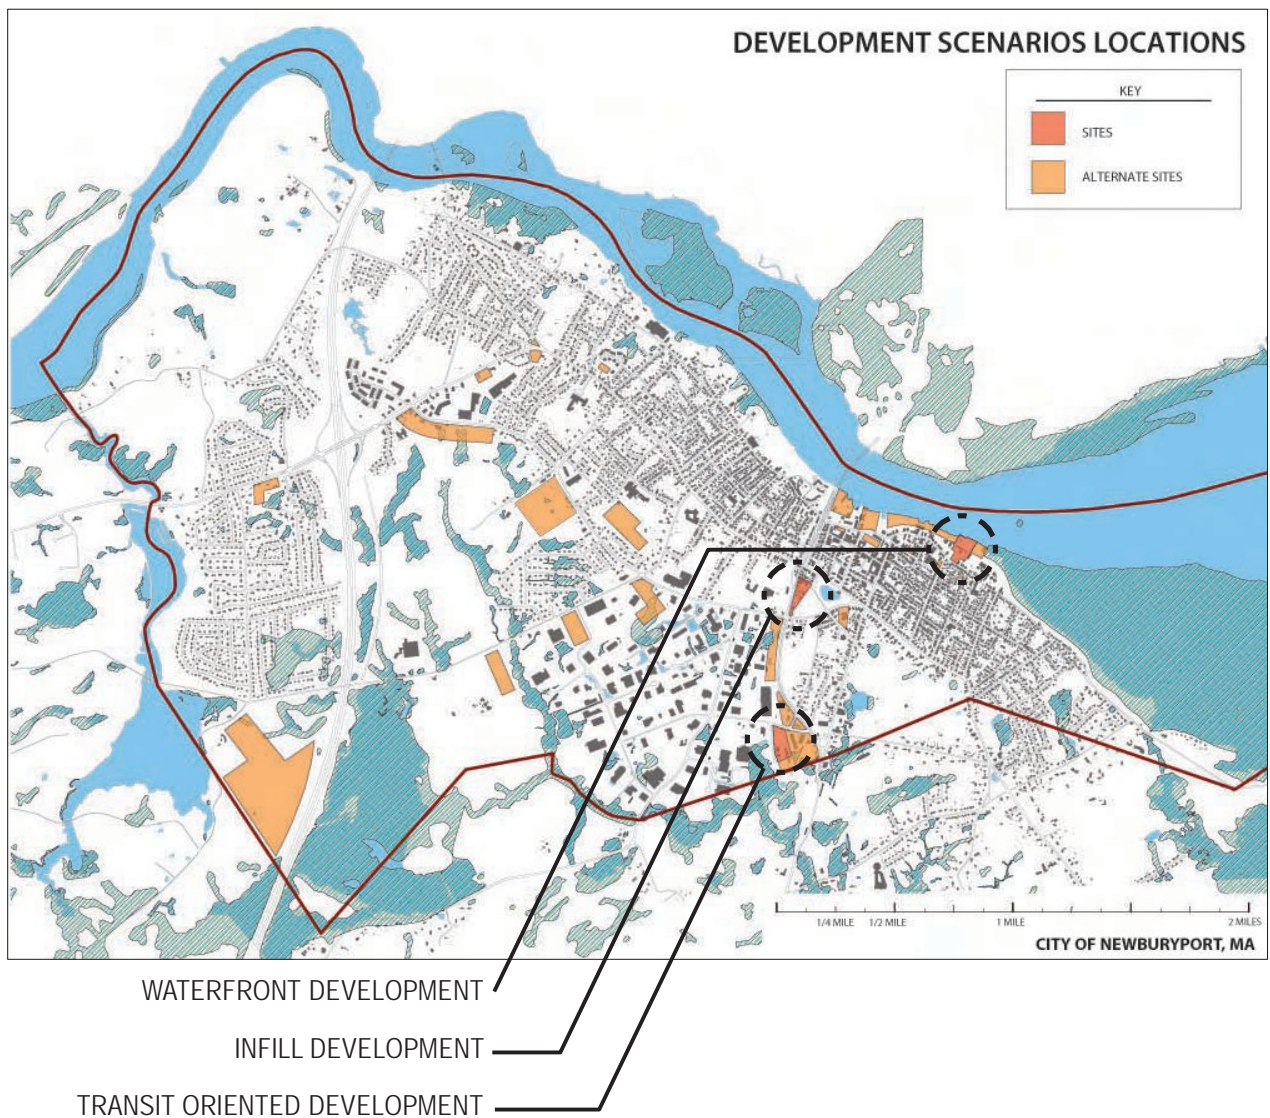 DEVELOPMENT SCENARIOS LOCATIONS
KEY
SITES
ALTERNATE SITES
1/4 MILE 1/2 MILE 1 MILE 2 MILES
CITY OF NEWBURYPORT, MA
WATERFRONT DEVELOPMENT
INFILL DEVELOPMENT
TRANSIT ORIENTED DEVELOPMENT